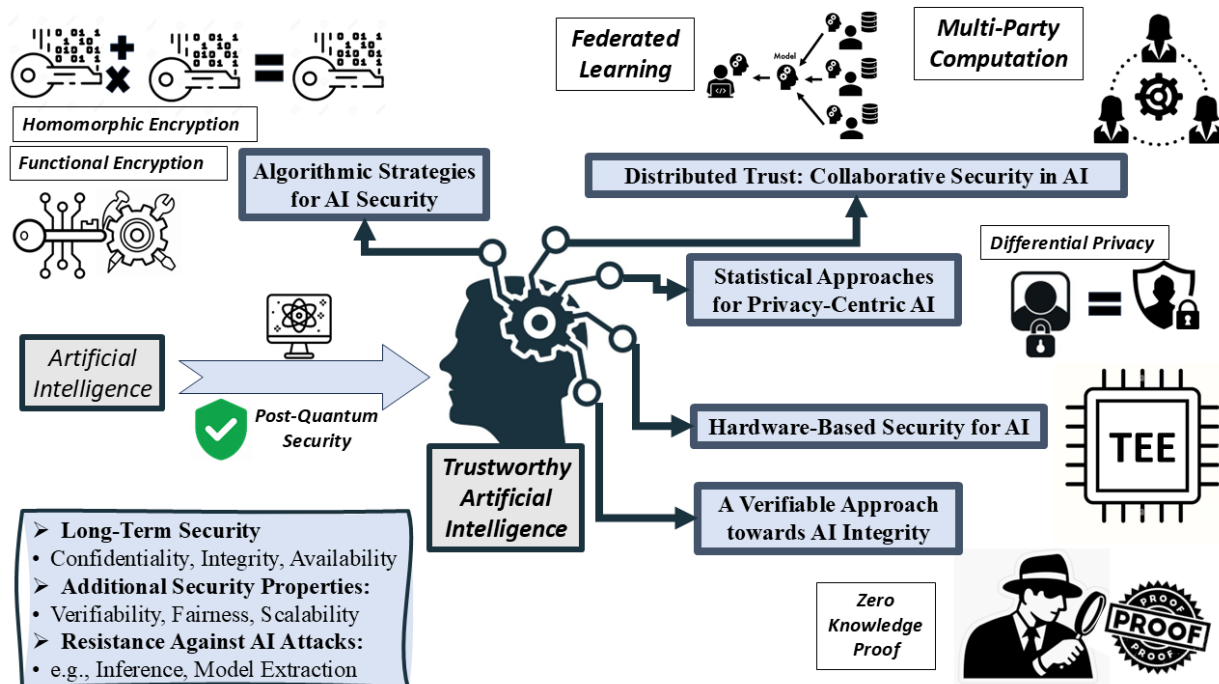 Homomorphic Encryption
Functional Encryption
Algorithmic Strategies
for AI Security
Federated
Learning
Model
Multi-Party
Computation
Distributed Trust: Collaborative Security in AI
Differential Privacy
Statistical Approaches
for Privacy-Centric AI
Artificial
Intelligence
Post-Quantum
Security
Trustworthy
Artificial
Intelligence
Hardware-Based Security for AI
TEE
A Verifiable Approach
towards AI Integrity
Zero
Knowledge
Proof
PROOF
PROOF
PROOF
➢ Long-Term Security
• Confidentiality, Integrity, Availability
➢ Additional Security Properties:
• Verifiability, Fairness, Scalability
➢ Resistance Against AI Attacks:
• e.g., Inference, Model Extraction